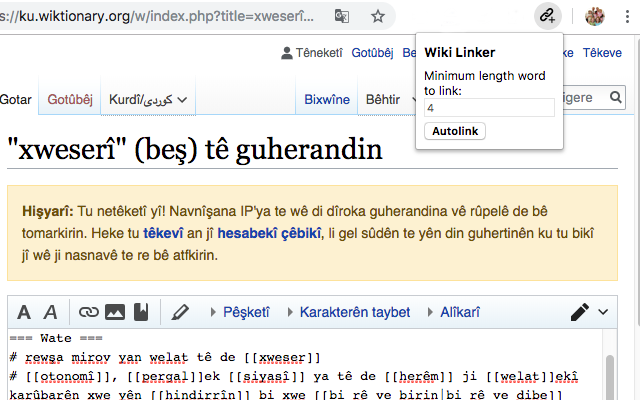 s://ku.wiktionary.org/w/index.php?title=xweserî...
Têneketî Gotûbêj Be
ke Têkeve
Wiki Linker
Minimum length word
to link:
4
Autolink
Gotar Gotûbêj Kurdî/كوردی Bixwîne Bêhtir
igere
"xweserî" (beş) tê guherandin
Hişyarî: Tu netêketî yî! Navnîşana IP'ya te wê di dîroka guherandina vê rûpelê de bê
tomarkirin. Heke tu têkevî an jî hesabekî çêbikî, li gel sûdên te yên din guhertinên ku tu bikî
jî wê ji nasnavê te re bê atfkirin.
A A Pêşketî Karakterên taybet Alîkarî
=== Wate ===
# rewşa mirov yan welat tê de [[xweser]]
# [[otonomî]], [[pergal]]ek [[siyasî]] ya tê de [[herêm]] ji [[welat]]ekî
karûbarên xwe yên [[hindirrîn]] bi xwe [[bi rê ve birin|bi rê ve dibe]]